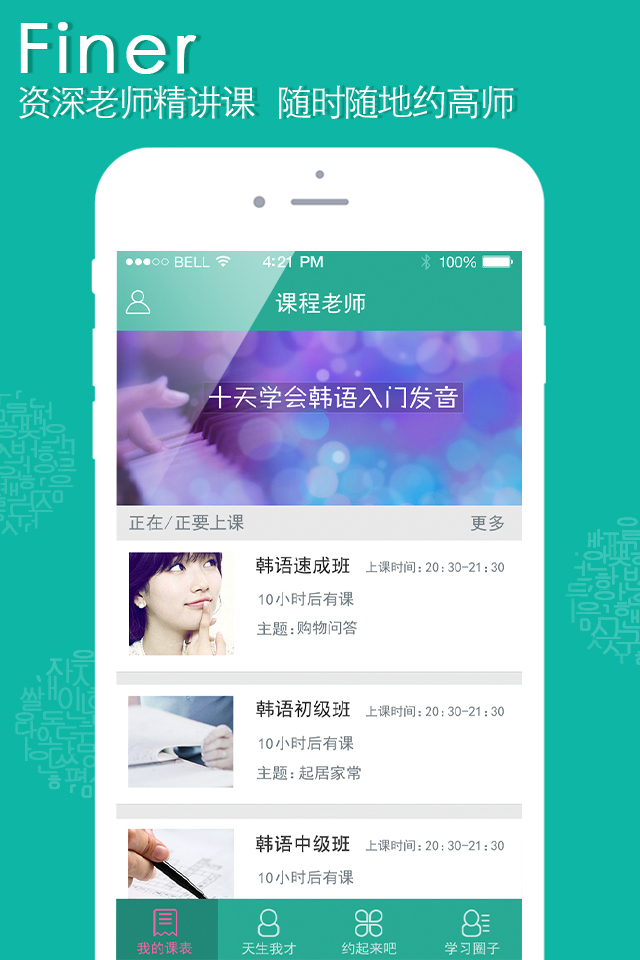 Finer
资深老师精讲课 随时随地约高师
BELL 4:21 PM 100%
课程老师
十天学会韩语入门发音
正在/正要上课 更多
韩语速成班 上课时间:20:30-21:30
10小时后有课
主题:购物问答
韩语初级班 上课时间:20:30-21:30
10小时后有课
主题:起居家常
韩语中级班 上课时间:20:30-21:30
10小时后有课
我的课表 天生我才 约起来吧 学习圈子